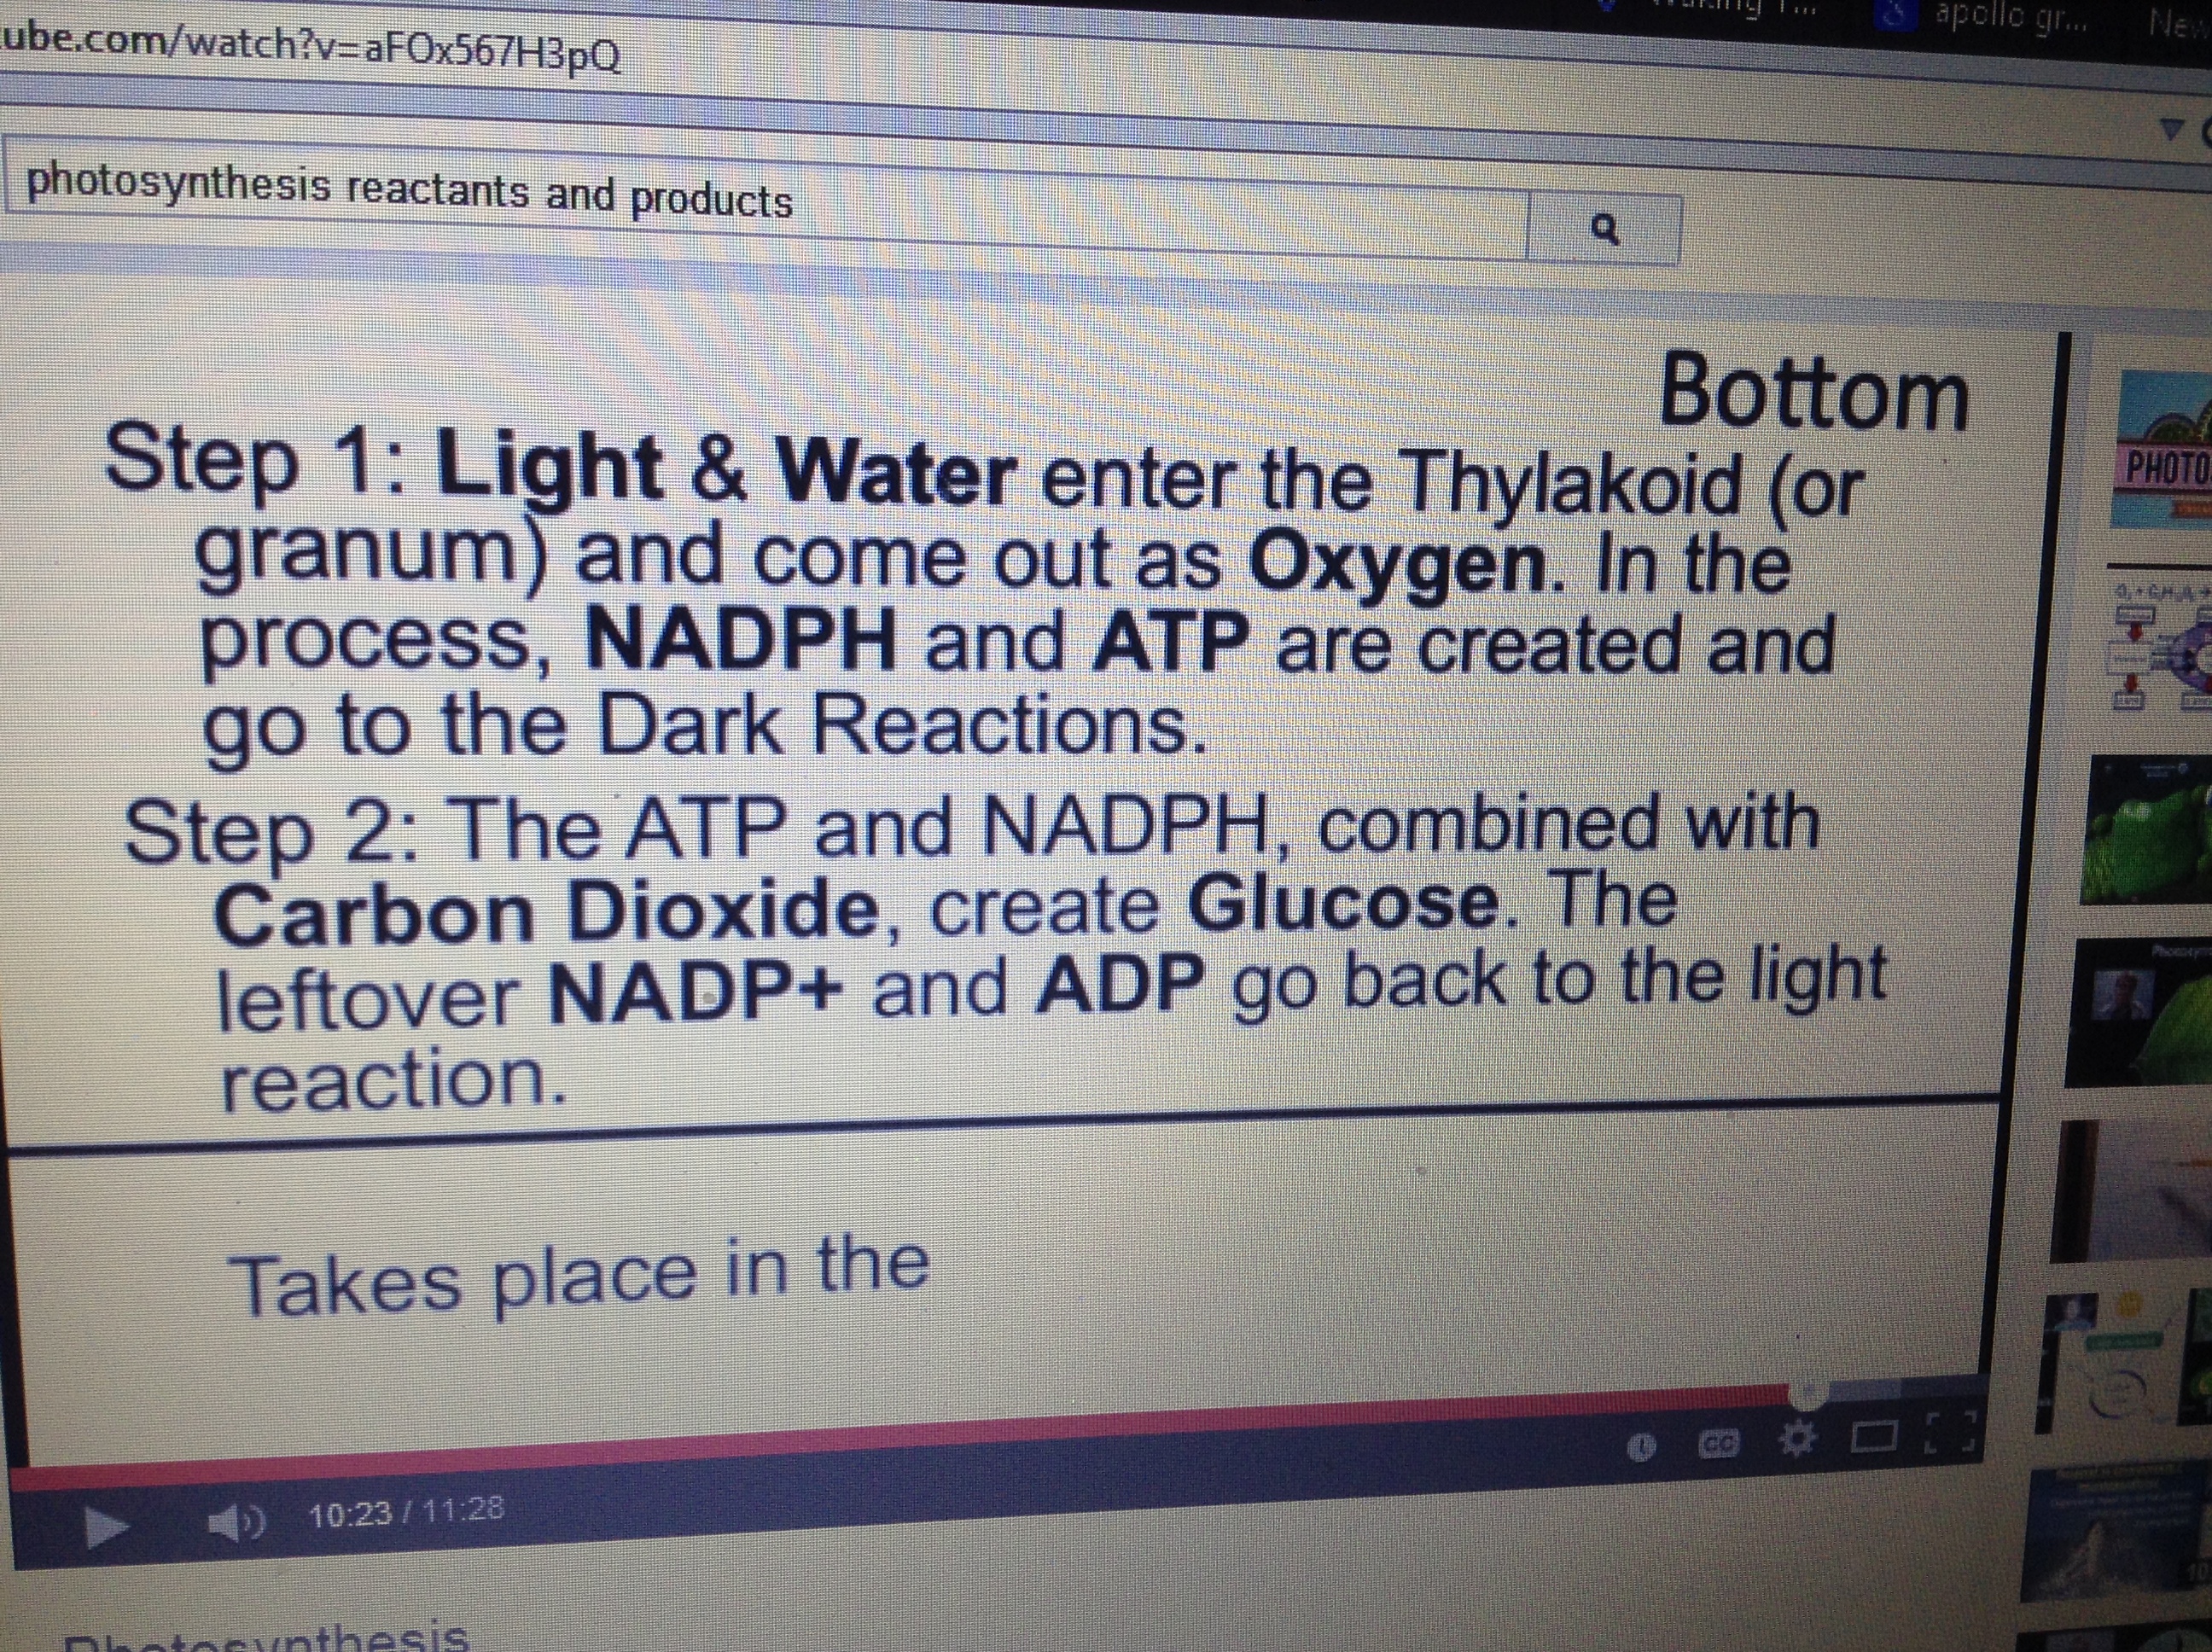 apollo gr...
ube.com/watch?v=aFOx567H3pQ
photosynthesis reactants and products
Bottom
Step 1: Light & Water enter the Thylakoid (or
granum) and come out as Oxygen. In the
process, NADPH and ATP are created and
go to the Dark Reactions.
Step 2: The ATP and NADPH, combined with
Carbon Dioxide, create Glucose. The
leftover NADP+ and ADP go back to the light
reaction.
Takes place in the
PHOTO
CC
10:23 / 11:28
Photosynthesis